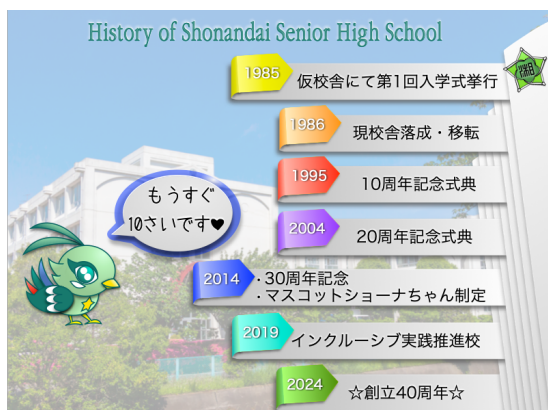 History of Shonandai Senior High School
1985 仮校舎にて第1回入学式挙行
1986 現校舎落成・移転
1995 10周年記念式典
もうすぐ
10さいです♥
2004 20周年記念式典
2014 ・30周年記念
・マスコットショーナちゃん制定
2019 インクルーシブ実践推進校
2024 ☆創立40周年☆